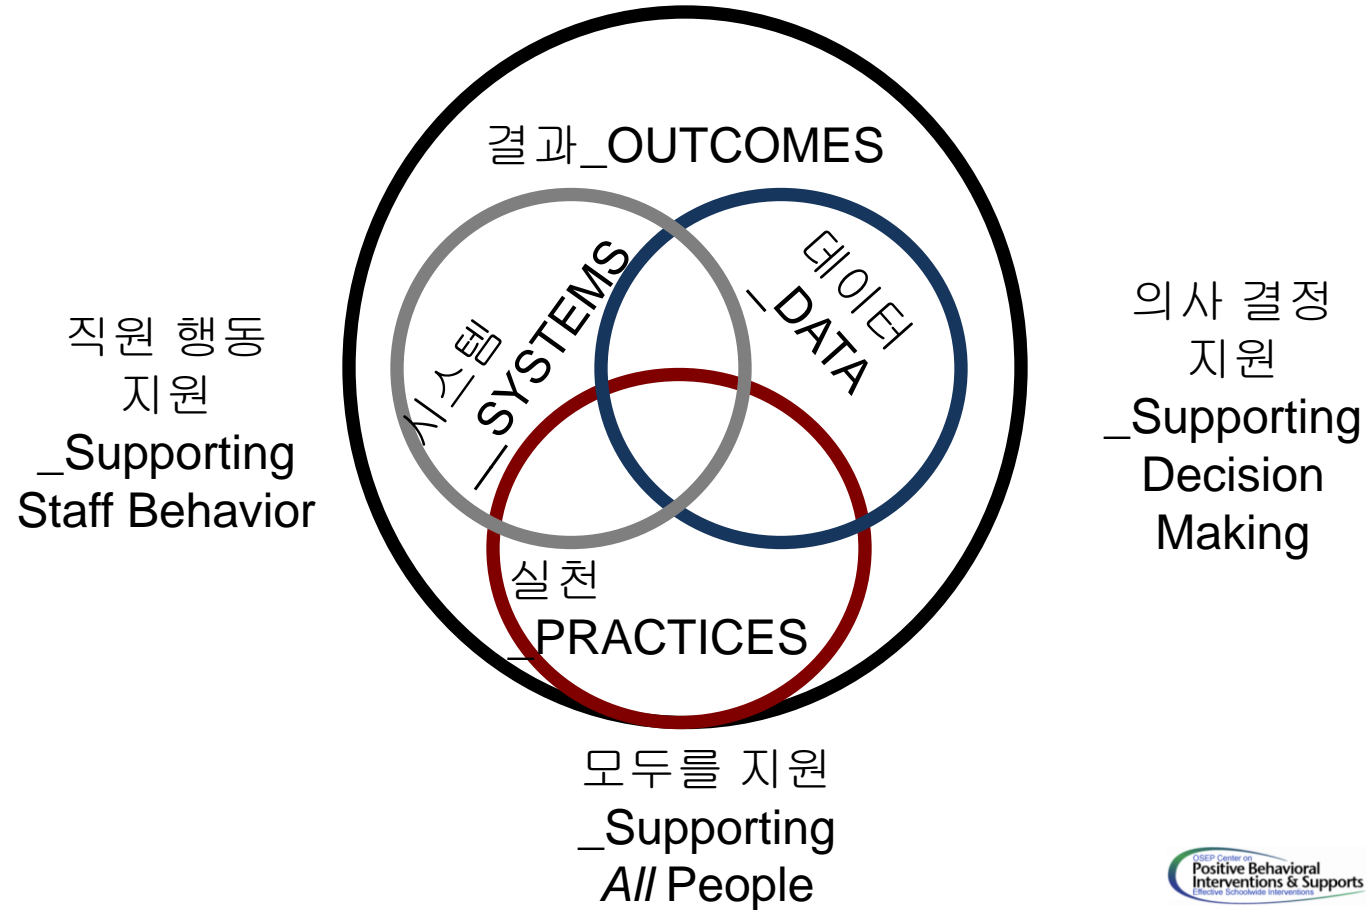 결과_OUTCOMES
시스템
_SYSTEMS
데이터
_DATA
직원 행동
지원
_Supporting
Staff Behavior
의사 결정
지원
_Supporting
Decision
Making
실천
_PRACTICES
모두를 지원
_Supporting
All People
OSEP Center on
Positive Behavioral
Interventions & Supports
Effective Schoolwide Interventions